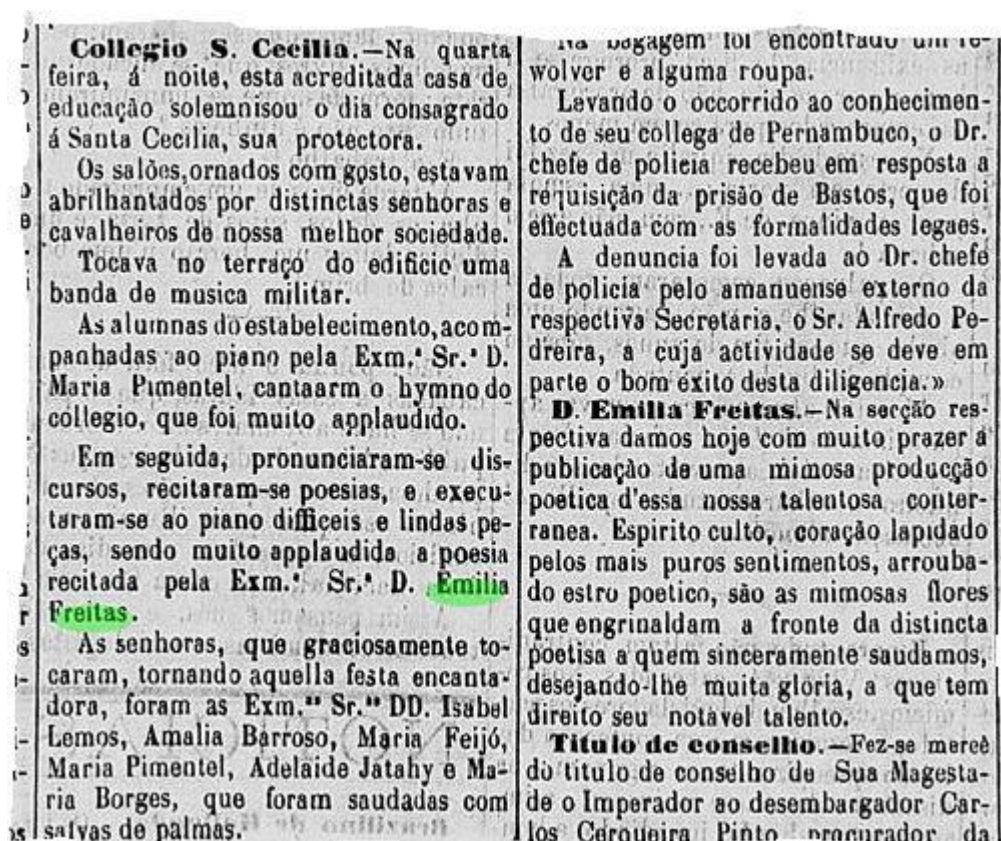 Collegio S. Cecilia.—Na quarta
feira, á noite, esta acreditada casa de
educação solemnisou o dia consagrado
á Santa Cecilia, sua protectora.
Os salões, ornados com gosto, estavam
abrilhantados por distinctas senhoras e
cavalheiros de nossa melhor sociedade.
Tocava no terraço do edificio uma
banda de musica militar.
As alumnas do estabelecimento, acom-
panhadas ao piano pela Exm.ª Sr.ª D.
Maria Pimentel, cantaarm o hymno do
collegio, que foi muito applaudido.
Em seguida, pronunciaram-se dis-
cursos, recitaram-se poesias, e execu-
taram-se ao piano difficeis e lindas pe-
ças, sendo muito applaudida a poesia
recitada pela Exm.ª Sr.ª D. Emilia
Freitas.
As senhoras, que graciosamente to-
caram, tornando aquella festa encanta-
dora, foram as Exm.ªˢ Sr.ªˢ DD. Isabel
Lemos, Amalia Barroso, Maria Feijó,
Maria Pimentel, Adelaide Jatahy e Ma-
ria Borges, que foram saudadas com
salvas de palmas.
Na bagagem foi encontrado um re-
wolver e alguma roupa.
Levando o occorrido ao conhecimen-
to de seu collega de Pernambuco, o Dr.
chefe de policia recebeu em resposta a
requisição da prisão de Bastos, que foi
effectuada com as formalidades legaes.
A denuncia foi levada ao Dr. chefe
de policia pelo amanuense externo da
respectiva Secretaria, o Sr. Alfredo Pe-
dreira, a cuja actividade se deve em
parte o bom exito desta diligencia.»
D. Emilia Freitas.—Na secção res-
pectiva damos hoje com muito prazer a
publicação de uma mimosa producção
poetica d'essa nossa talentosa conter-
ranea. Espirito culto, coração lapidado
pelos mais puros sentimentos, arrouba-
do estro poetico, são as mimosas flores
que engrinaldam a fronte da distincta
poetisa a quem sinceramente saudamos,
desejando-lhe muita gloria, a que tem
direito seu notavel talento.
Titulo de conselho.—Fez-se mercê
do titulo de conselho de Sua Magesta-
de o Imperador ao desembargador Car-
los Cerqueira Pinto procurador da